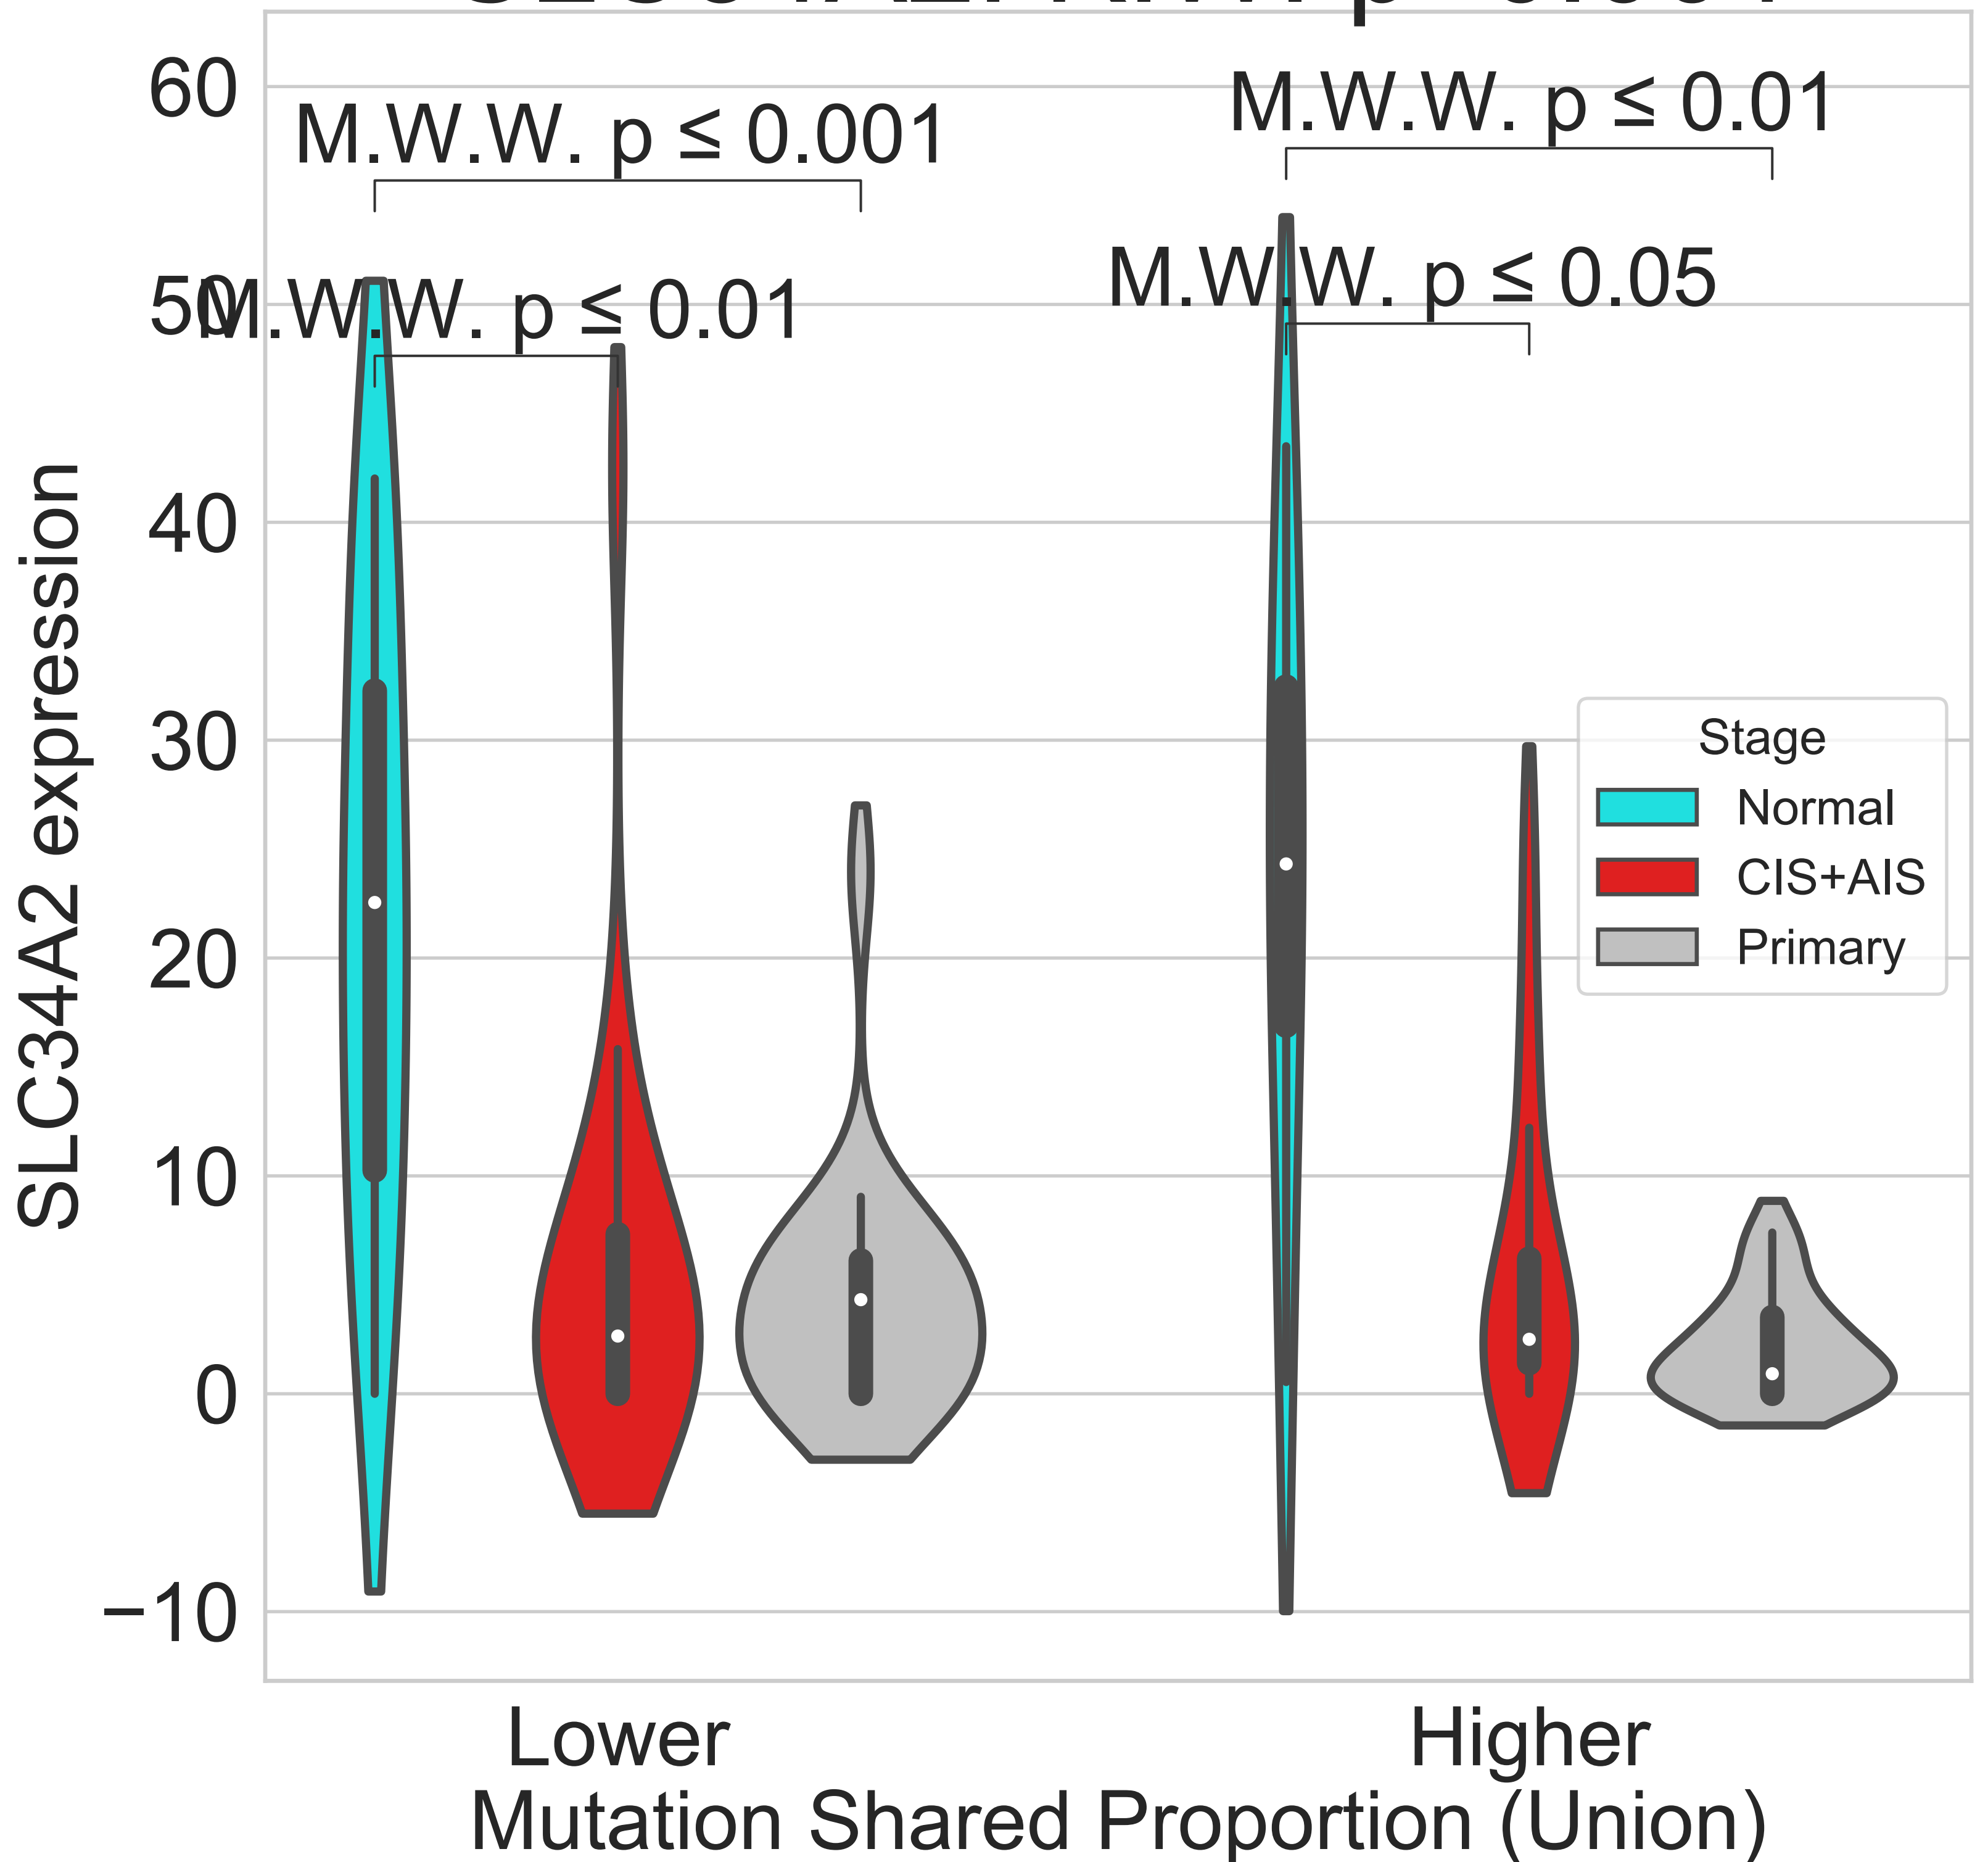 60
M.W.W. p ≤ 0.001
M.W.W. p ≤ 0.01
50
M.W.W. p ≤ 0.01
M.W.W. p ≤ 0.05
40
30
20
10
0
−10
SLC34A2 expression
Stage
Normal
CIS+AIS
Primary
Lower
Higher
Mutation Shared Proportion (Union)